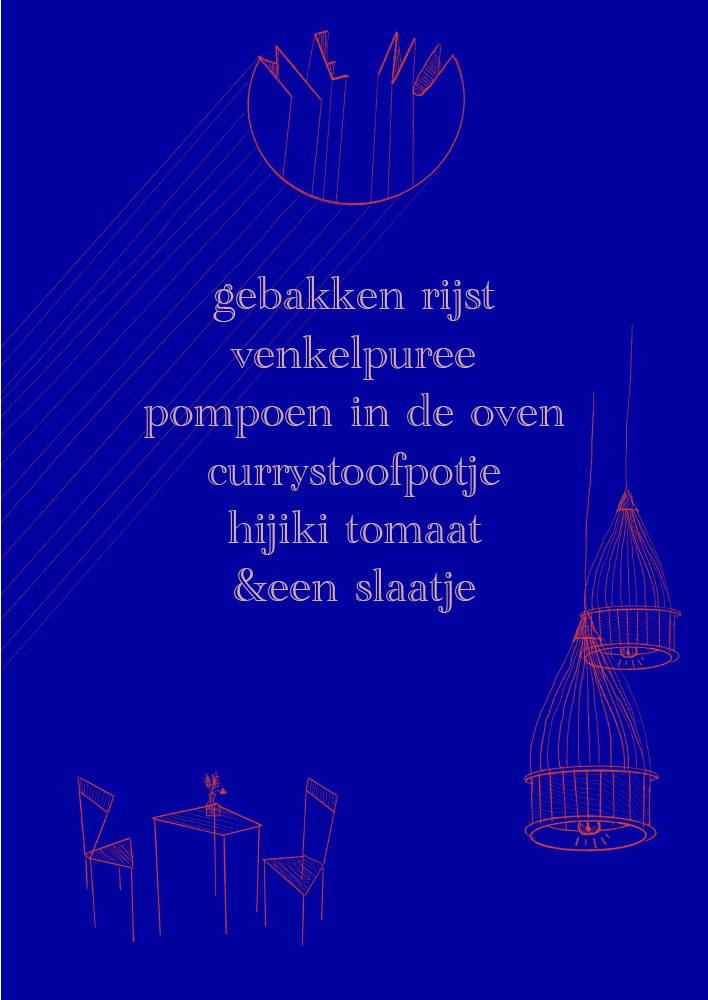 gebakken rijst
venkelpuree
pompoen in de oven
currystoofpotje
hijiki tomaat
&een slaatje